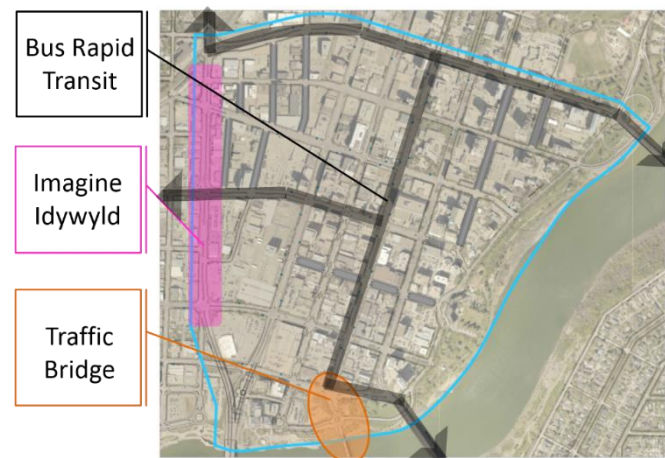 Bus Rapid
Transit
Imagine
Idywyld
Traffic
Bridge